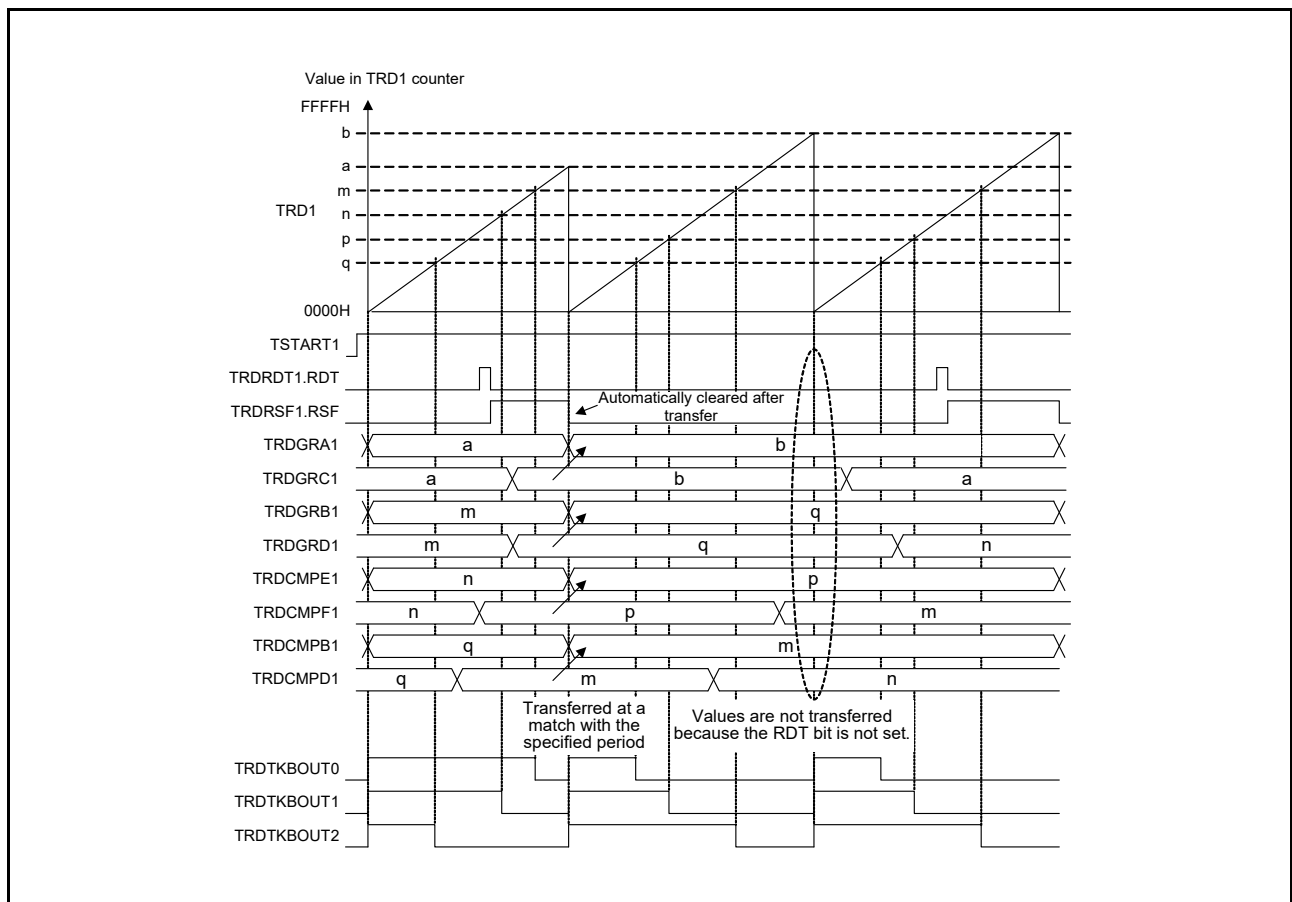 Value in TRD1 counter
FFFFH
b
a
m
TRD1
n
p
q
0000H
TSTART1
TRDRDT1.RDT
TRDRSF1.RSF
Automatically cleared after
transfer
TRDGRA1 a b
TRDGRC1 a b a
TRDGRB1 m q
TRDGRD1 m q n
TRDCMPE1 n p
TRDCMPF1 n p m
TRDCMPB1 q m
TRDCMPD1 q m n
Transferred at a
match with the
specified period
Values are not transferred
because the RDT bit is not set.
TRDTKBOUT0
TRDTKBOUT1
TRDTKBOUT2